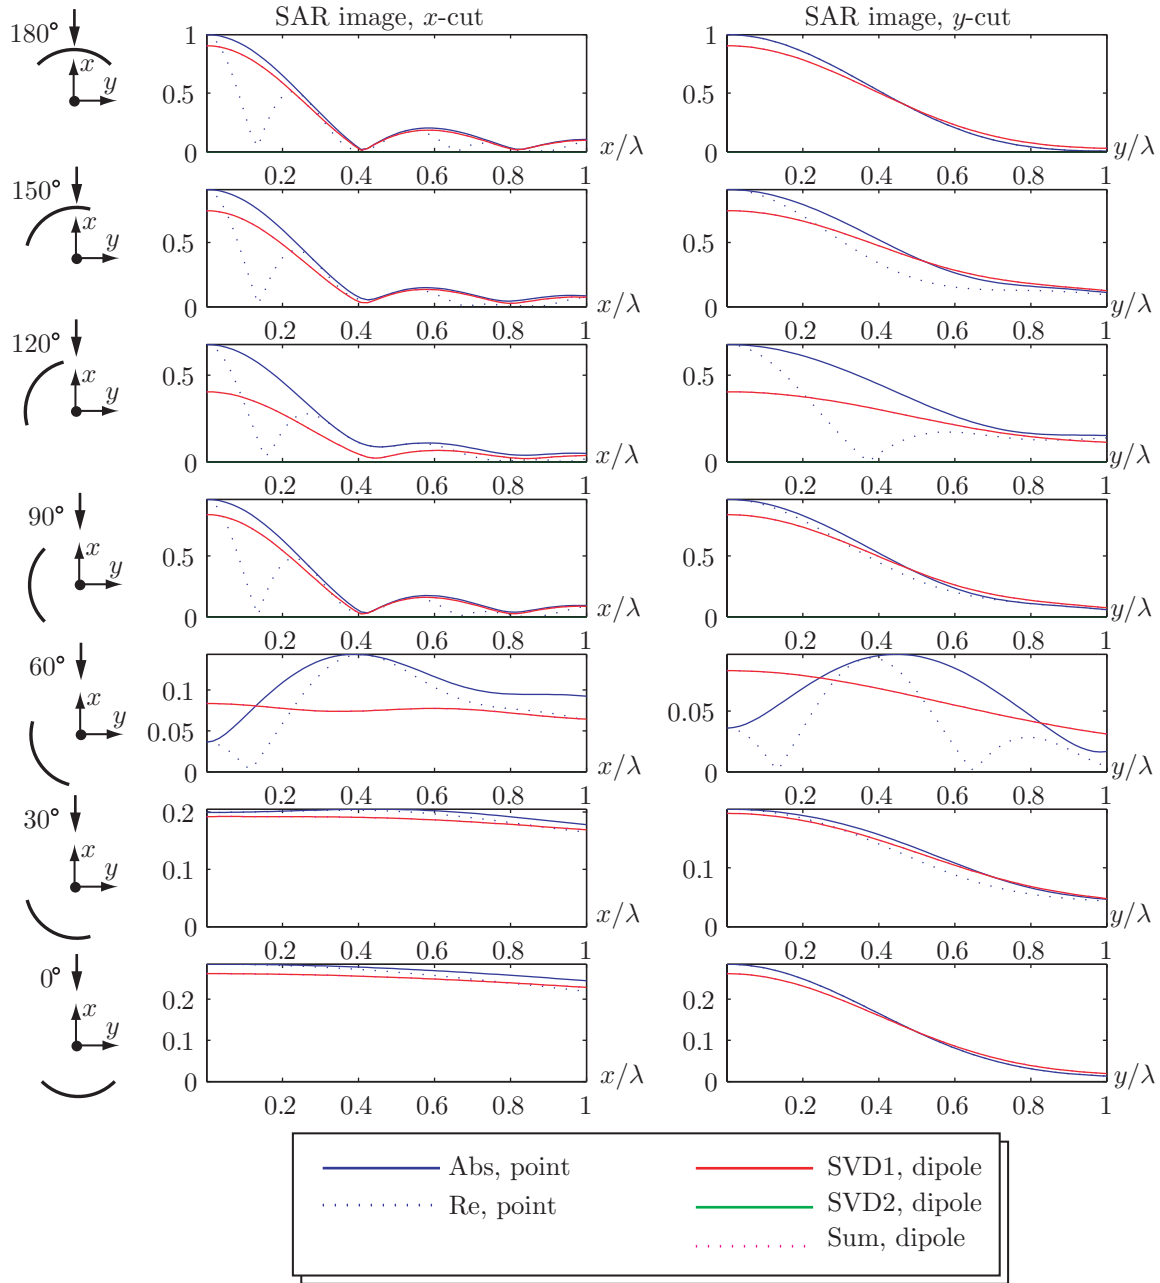 SAR image, x-cut
SAR image, y-cut
180°
x
y
1
0.5
0
x/λ
0.2 0.4 0.6 0.8 1
1
0.5
0
y/λ
0.2 0.4 0.6 0.8 1
150°
x
y
0.5
0
x/λ
0.2 0.4 0.6 0.8 1
0.5
0
y/λ
0.2 0.4 0.6 0.8 1
120°
x
y
0.5
0
x/λ
0.2 0.4 0.6 0.8 1
0.5
0
y/λ
0.2 0.4 0.6 0.8 1
90°
x
y
0.5
0
x/λ
0.2 0.4 0.6 0.8 1
0.5
0
y/λ
0.2 0.4 0.6 0.8 1
60°
x
y
0.1
0.05
0
x/λ
0.2 0.4 0.6 0.8 1
0.05
0
y/λ
0.2 0.4 0.6 0.8 1
30°
x
y
0.2
0.1
0
x/λ
0.2 0.4 0.6 0.8 1
0.1
0
y/λ
0.2 0.4 0.6 0.8 1
0°
x
y
0.2
0.1
0
x/λ
0.2 0.4 0.6 0.8 1
0.2
0.1
0
y/λ
0.2 0.4 0.6 0.8 1
Abs, point
Re, point
SVD1, dipole
SVD2, dipole
Sum, dipole